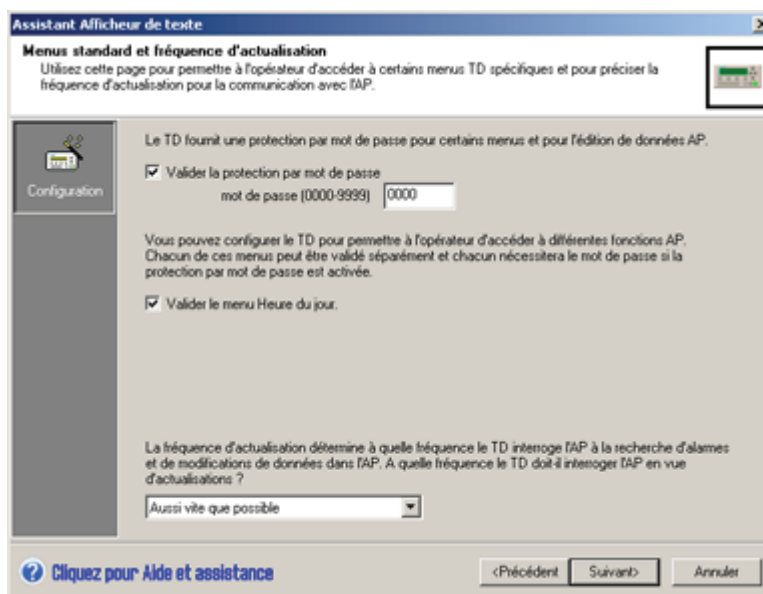 Assistant Afficheur de texte
Menus standard et fréquence d'actualisation
Utilisez cette page pour permettre à l'opérateur d'accéder à certains menus TD spécifiques et pour préciser la
fréquence d'actualisation pour la communication avec l'AP.
Configuration
Le TD fournit une protection par mot de passe pour certains menus et pour l'édition de données AP.
Valider la protection par mot de passe
mot de passe (0000-9999) 0000
Vous pouvez configurer le TD pour permettre à l'opérateur d'accéder à différentes fonctions AP.
Chacun de ces menus peut être validé séparément et chacun nécessitera le mot de passe si la
protection par mot de passe est activée.
Valider le menu Heure du jour.
La fréquence d'actualisation détermine à quelle fréquence le TD interroge l'AP à la recherche d'alarmes
et de modifications de données dans l'AP. A quelle fréquence le TD doit-il interroger l'AP en vue
d'actualisations ?
Aussi vite que possible
Cliquez pour Aide et assistance
<Précédent Suivant> Annuler